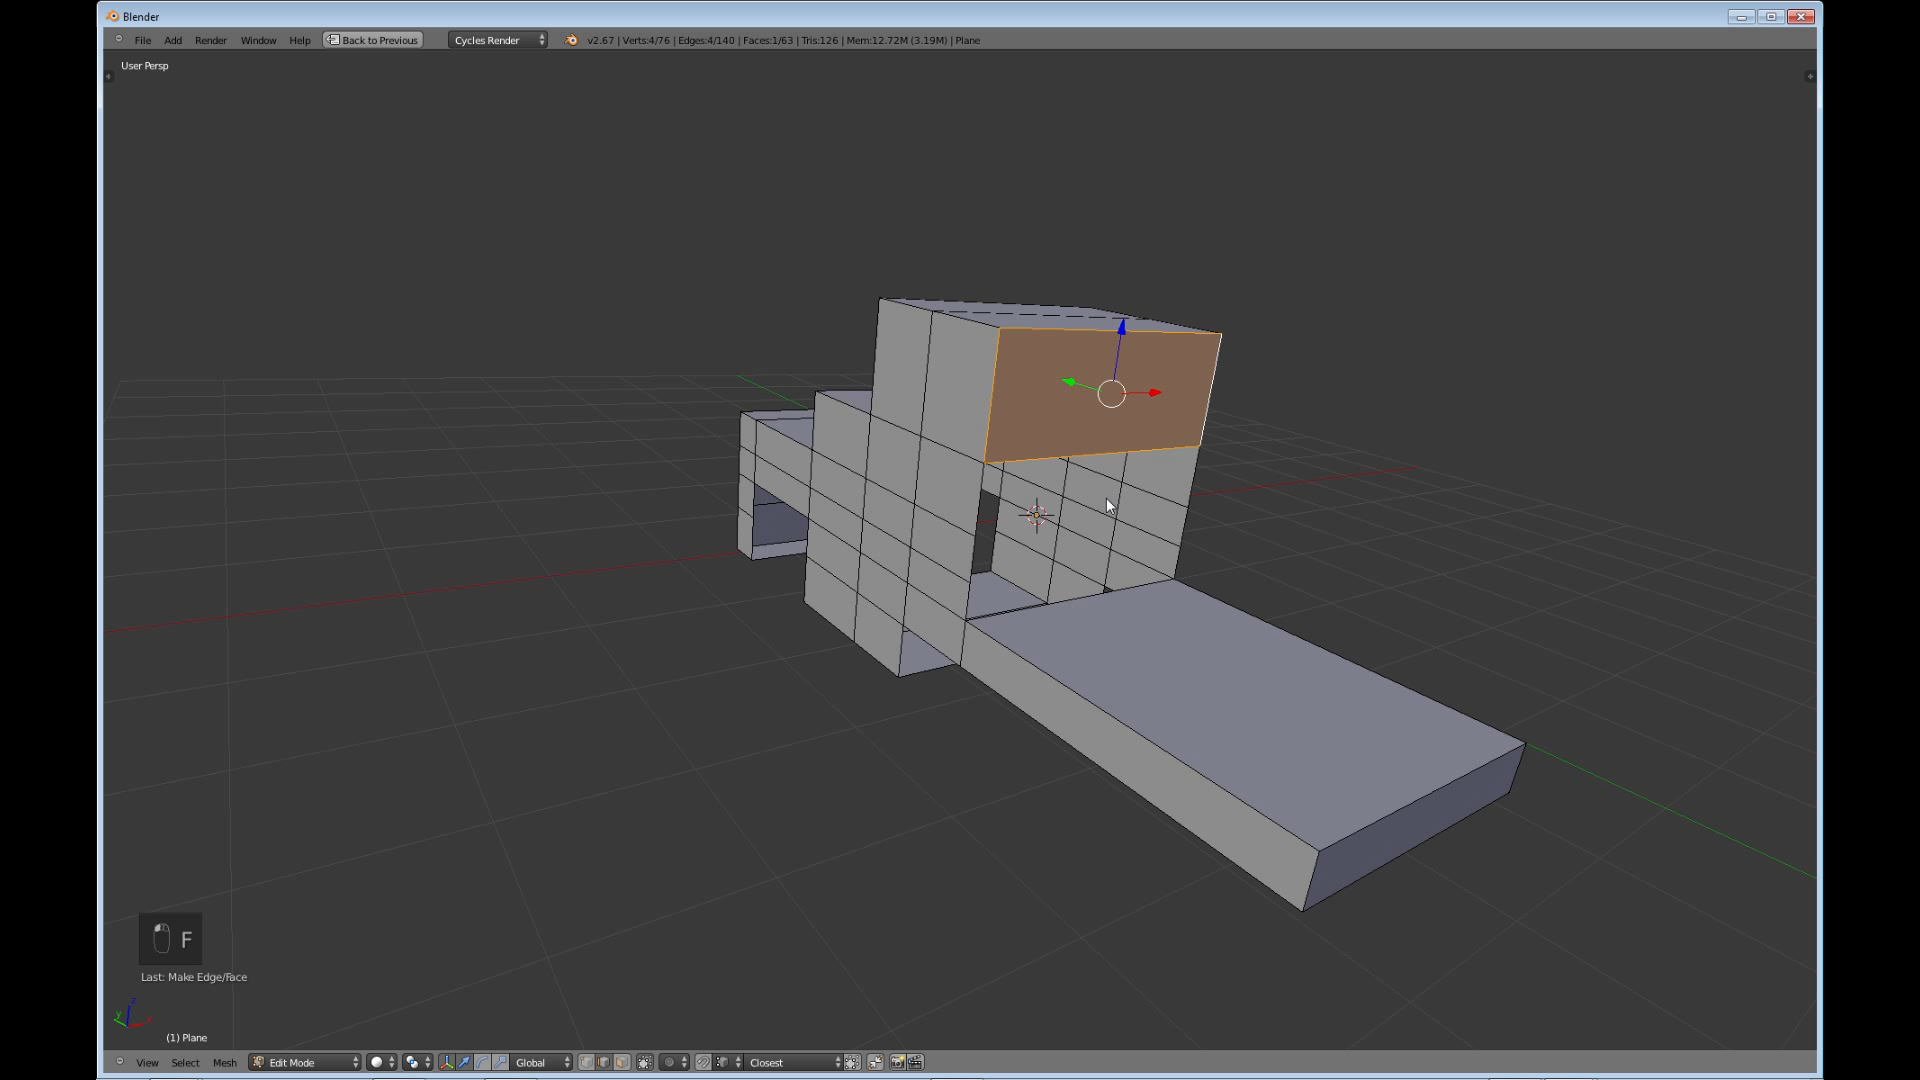 Blender
File Add Render Window Help Back to Previous Cycles Render v2.67 | Verts:4/76 | Edges:4/140 | Faces:1/63 | Tris:126 | Mem:12.72M (3.19M) | Plane
User Persp
F
Last: Make Edge/Face
z
y
x
(1) Plane
View Select Mesh Edit Mode Global Closest